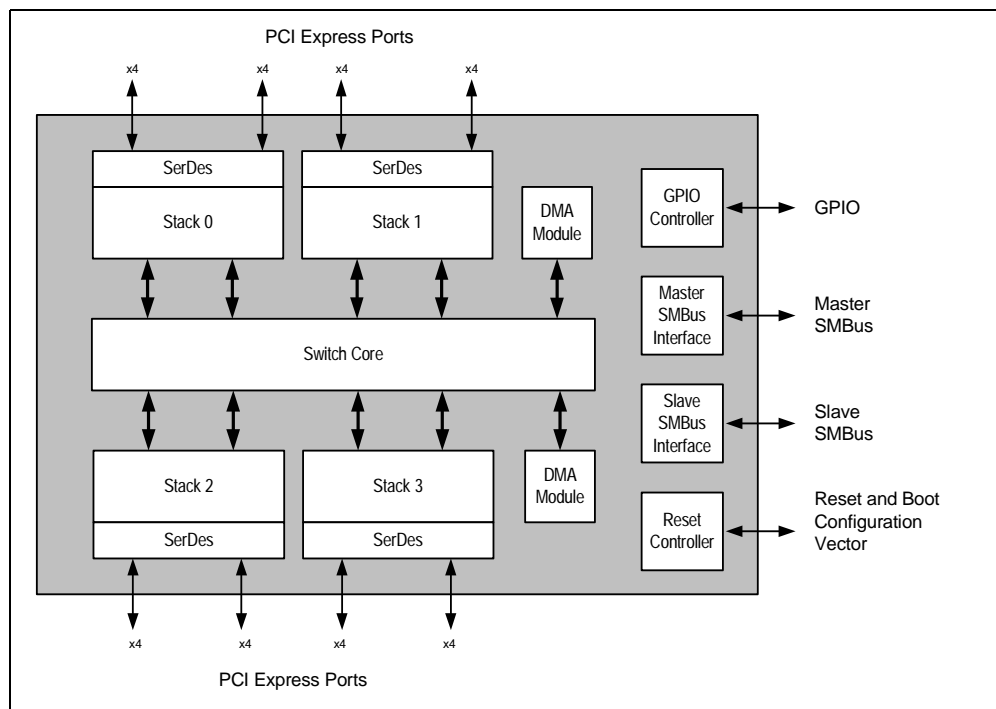 PCI Express Ports
x4 x4 x4 x4
SerDes
SerDes
Stack 0
Stack 1
DMA
Module
GPIO
Controller
GPIO
Master
SMBus
Interface
Master
SMBus
Switch Core
Slave
SMBus
Interface
Slave
SMBus
Stack 2
Stack 3
DMA
Module
SerDes
SerDes
Reset
Controller
Reset and Boot
Configuration
Vector
x4 x4 x4 x4
PCI Express Ports